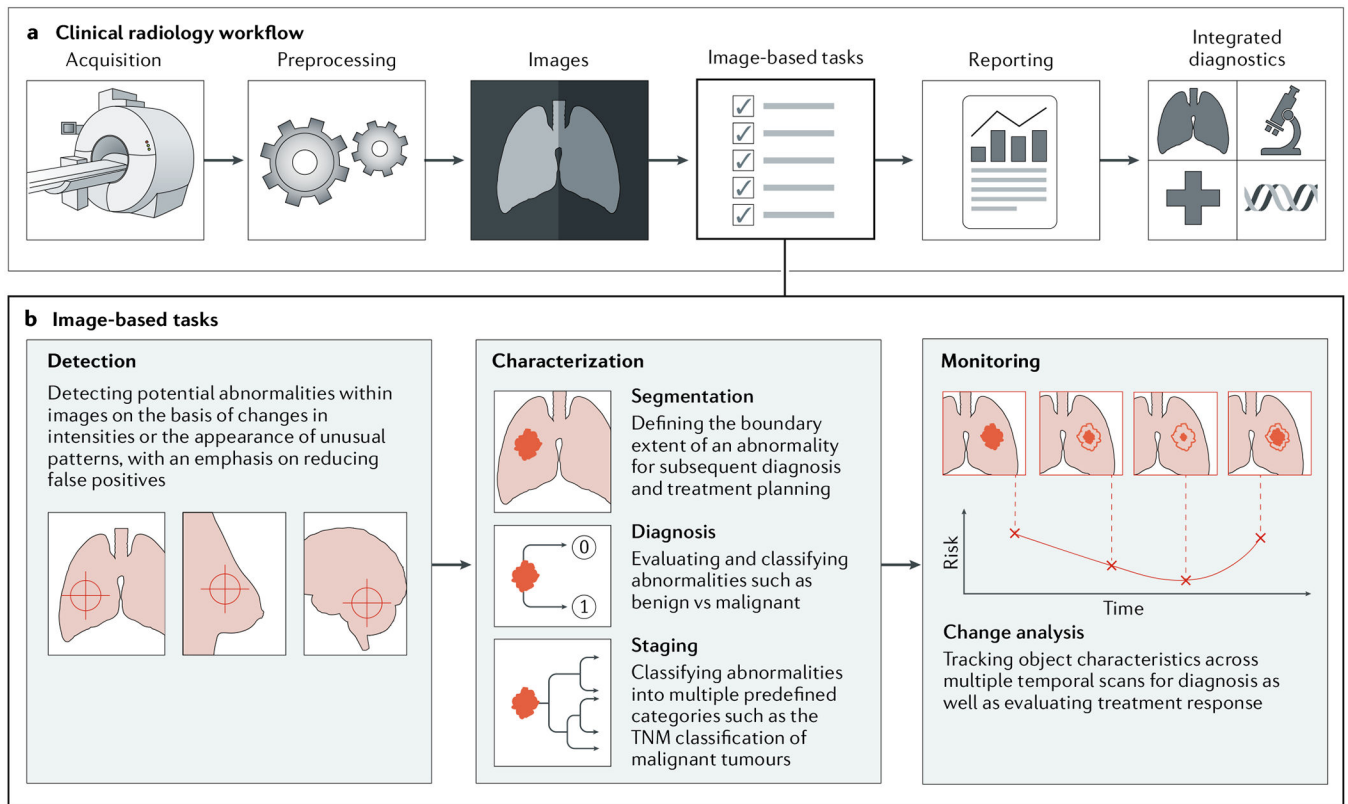 a Clinical radiology workflow
Acquisition
Preprocessing
Images
Image-based tasks
Reporting
Integrated
diagnostics
b Image-based tasks
Detection
Detecting potential abnormalities within
images on the basis of changes in
intensities or the appearance of unusual
patterns, with an emphasis on reducing
false positives
Characterization
Segmentation
Defining the boundary
extent of an abnormality
for subsequent diagnosis
and treatment planning
0
1
Diagnosis
Evaluating and classifying
abnormalities such as
benign vs malignant
Staging
Classifying abnormalities
into multiple predefined
categories such as the
TNM classification of
malignant tumours
Monitoring
Risk
Time
Change analysis
Tracking object characteristics across
multiple temporal scans for diagnosis as
well as evaluating treatment response